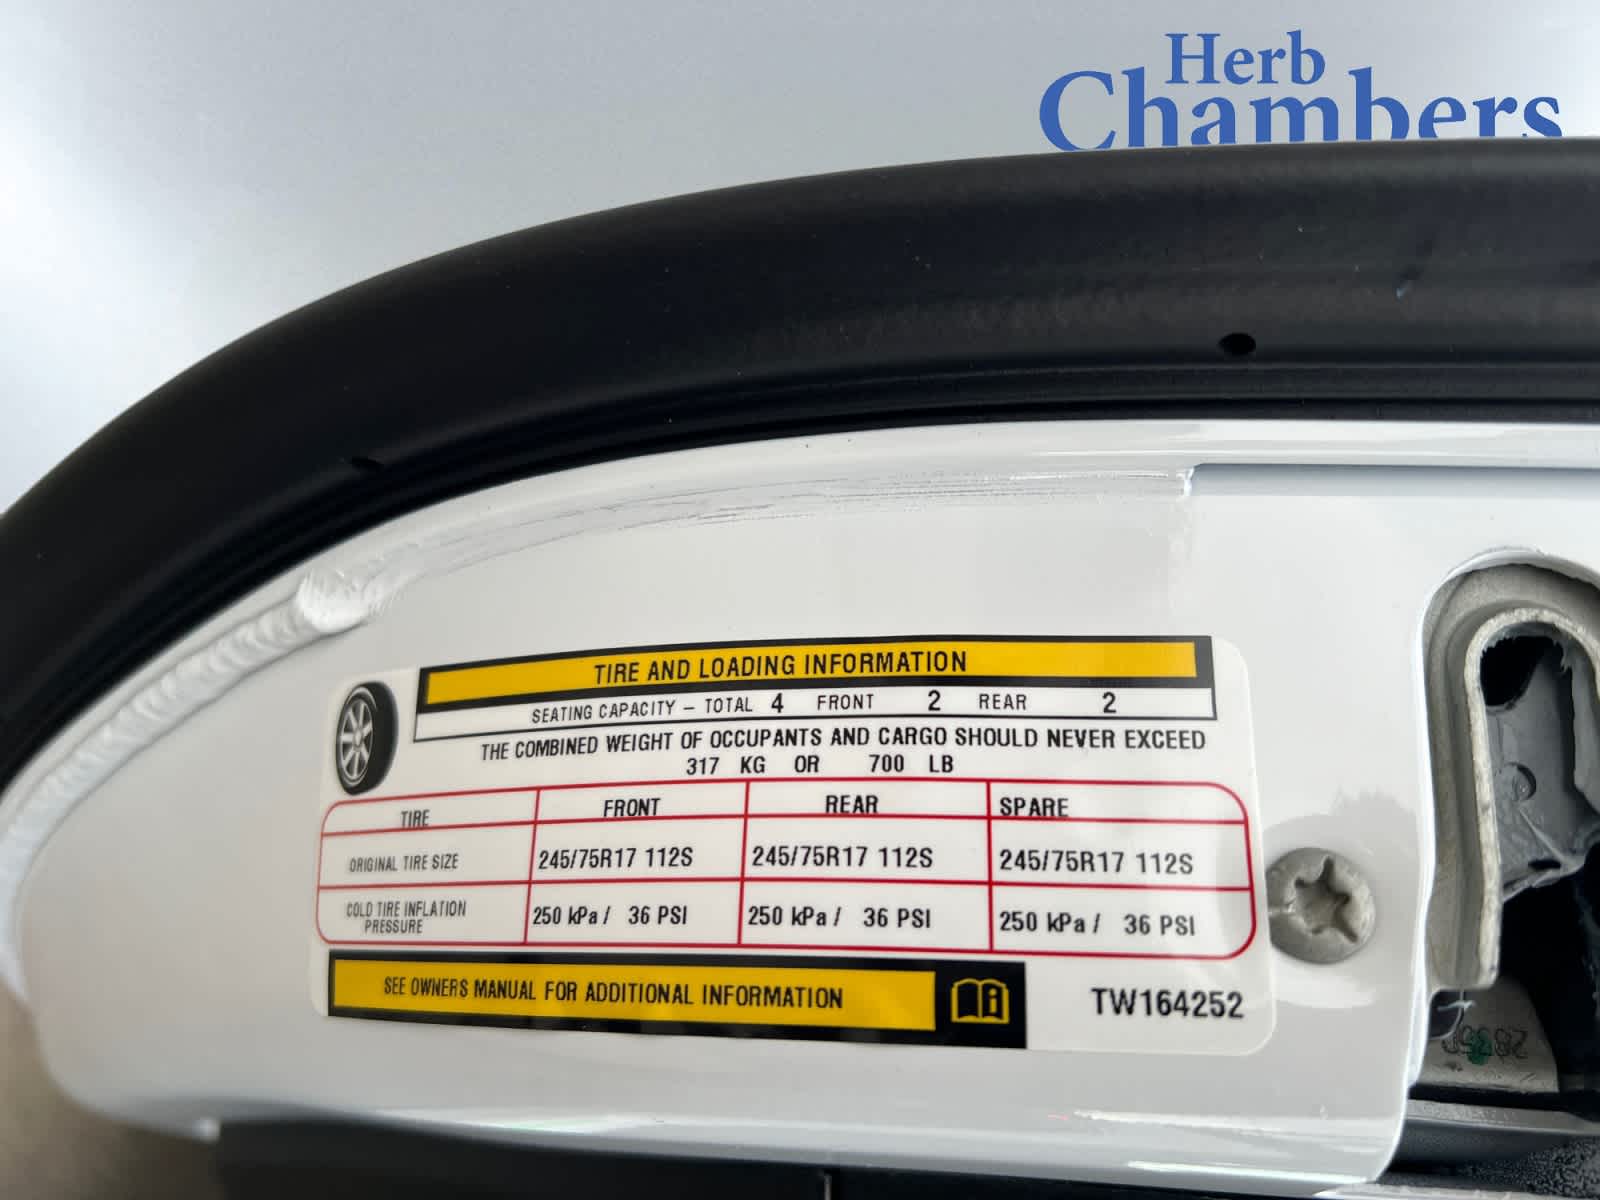 Herb
Chambers
TIRE AND LOADING INFORMATION
SEATING CAPACITY – TOTAL 4 FRONT 2 REAR 2
THE COMBINED WEIGHT OF OCCUPANTS AND CARGO SHOULD NEVER EXCEED
317 KG OR 700 LB
TIRE FRONT REAR SPARE
ORIGINAL TIRE SIZE 245/75R17 112S 245/75R17 112S 245/75R17 112S
COLD TIRE INFLATION PRESSURE 250 kPa / 36 PSI 250 kPa / 36 PSI 250 kPa / 36 PSI
SEE OWNERS MANUAL FOR ADDITIONAL INFORMATION
TW164252